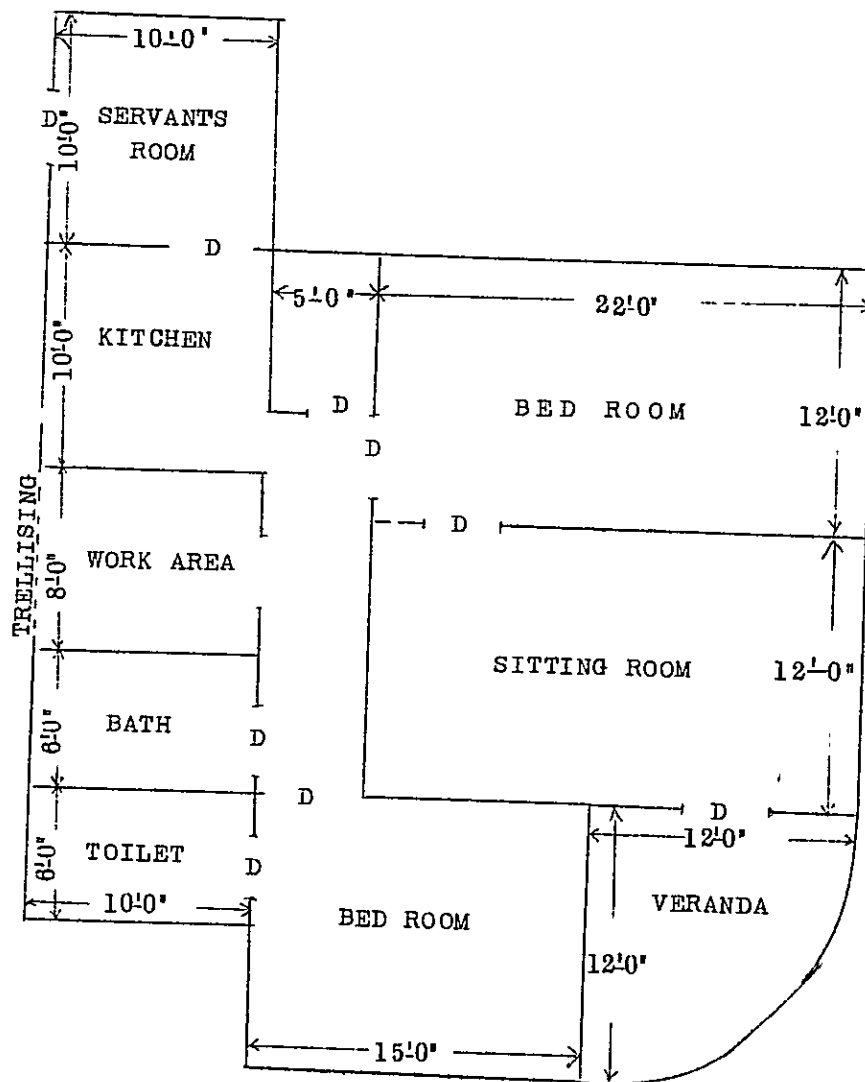 10'-0"
D
SERVANTS
ROOM
10'-0"
D
5'-0"
22'-0"
KITCHEN
10'-0"
D
BED ROOM
12'-0"
D
D
TRELLISING
WORK AREA
8'-0"
SITTING ROOM
12'-0"
BATH
D
6'-0"
D
D
12'-0"
TOILET
D
6'-0"
10'-0"
BED ROOM
VERANDA
12'-0"
15'-0"